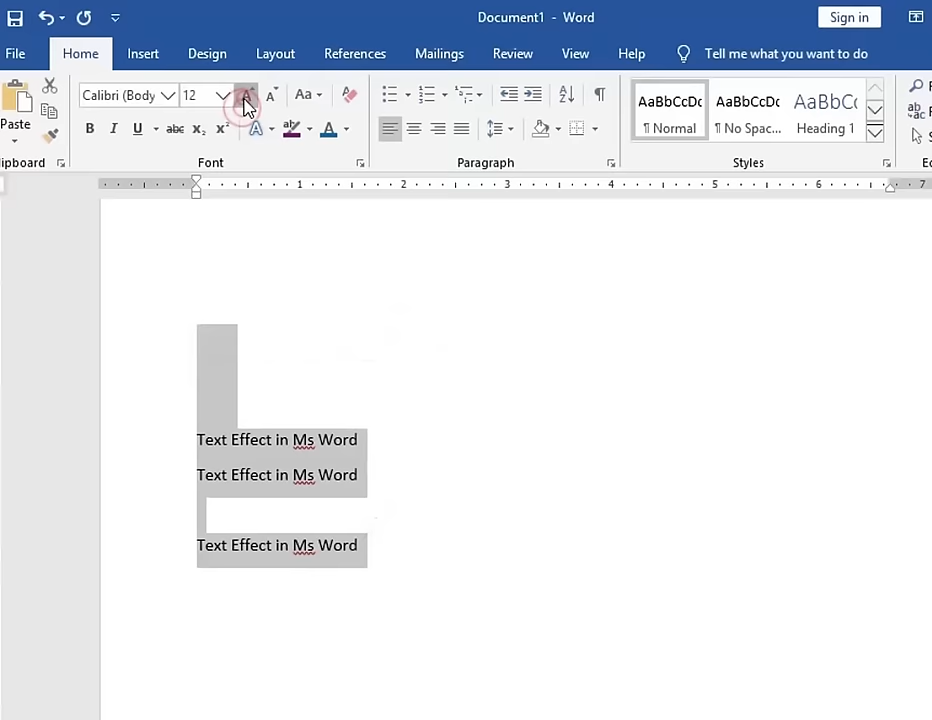 Document1 - Word
Sign in
File Home Insert Design Layout References Mailings Review View Help Tell me what you want to do
Calibri (Body 12 A A Aa A AaBbCcDc AaBbCcDc AaBbCc
Paste B I U abc x₂ x² A A ¶ Normal ¶ No Spac... Heading 1
lipboard Font Paragraph Styles
1 2 3 4 5 6 7
Text Effect in Ms Word
Text Effect in Ms Word
Text Effect in Ms Word